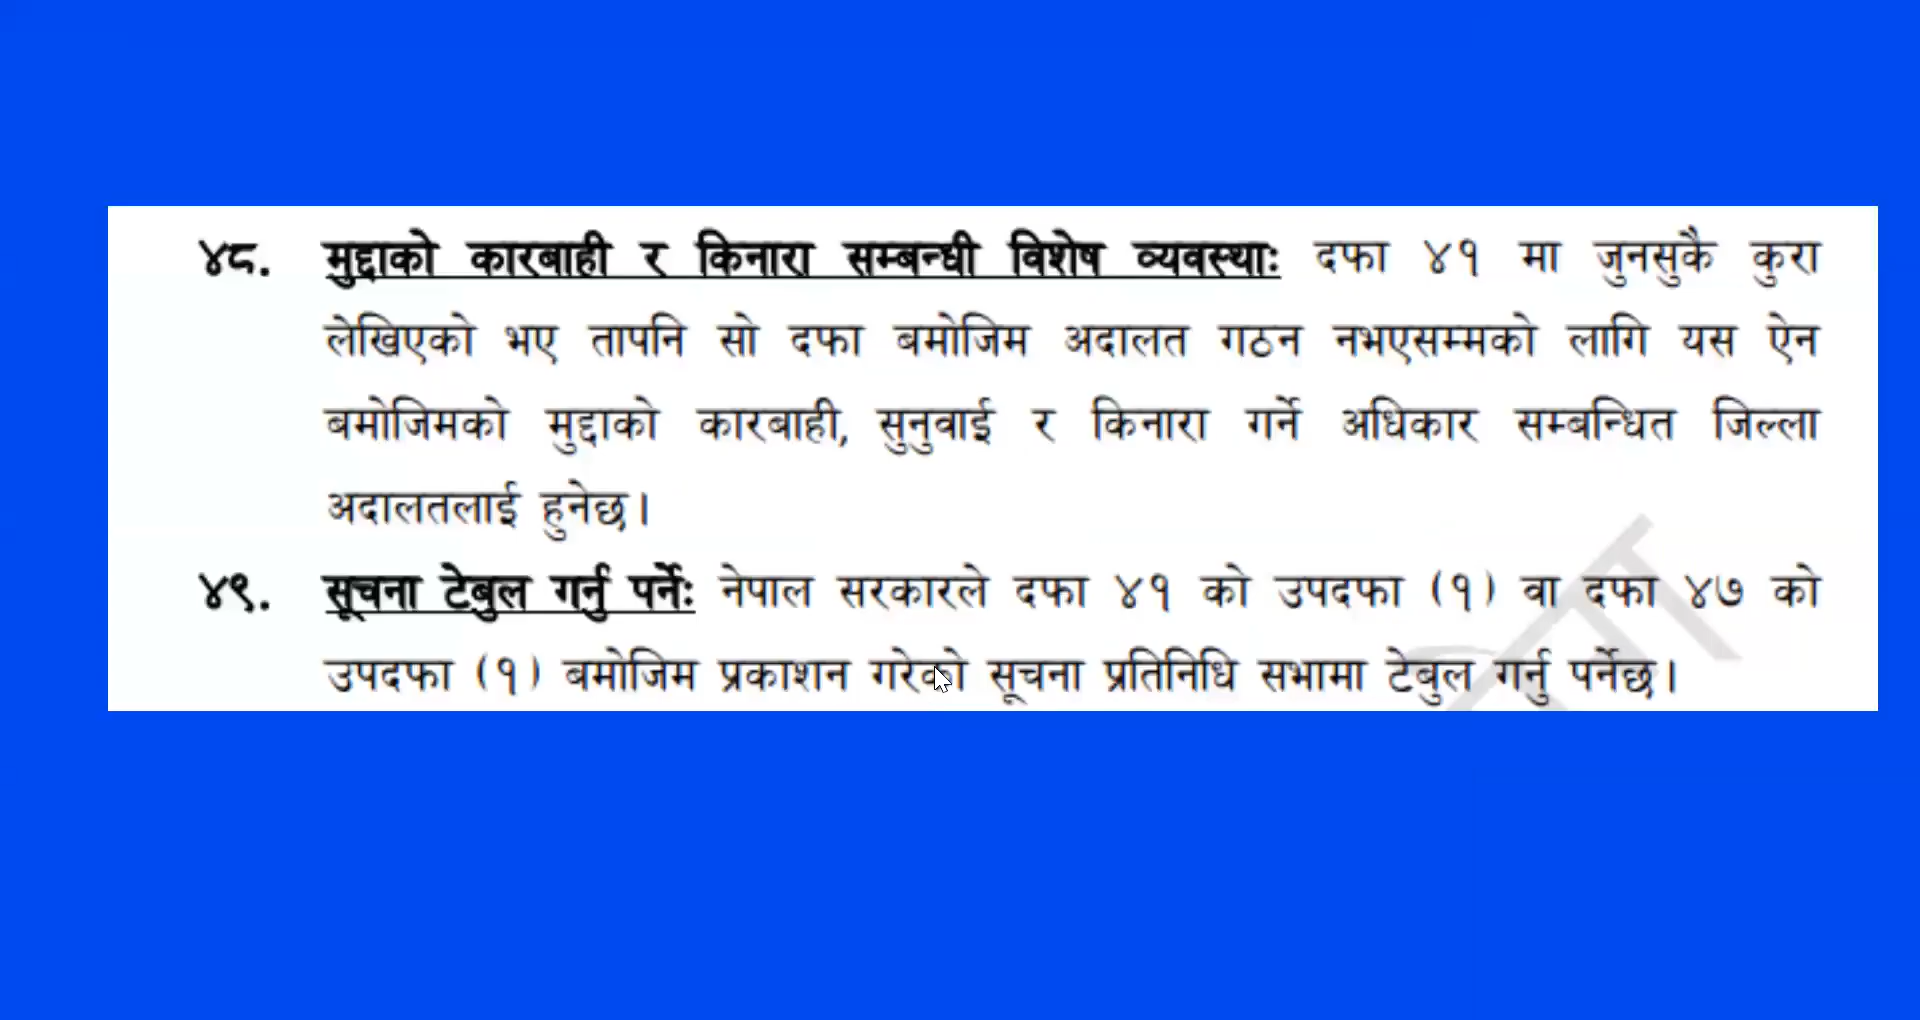 ४८. मुद्दाको कारबाही र किनारा सम्बन्धी विशेष व्यवस्थाः दफा ४१ मा जुनसुकै कुरा
लेखिएको भए तापनि सो दफा बमोजिम अदालत गठन नभएसम्मको लागि यस ऐन
बमोजिमको मुद्दाको कारबाही, सुनुवाई र किनारा गर्ने अधिकार सम्बन्धित जिल्ला
अदालतलाई हुनेछ।
४९. सूचना टेबुल गर्नु पर्नेः नेपाल सरकारले दफा ४१ को उपदफा (१) वा दफा ४७ को
उपदफा (१) बमोजिम प्रकाशन गरेको सूचना प्रतिनिधि सभामा टेबुल गर्नु पर्नेछ।